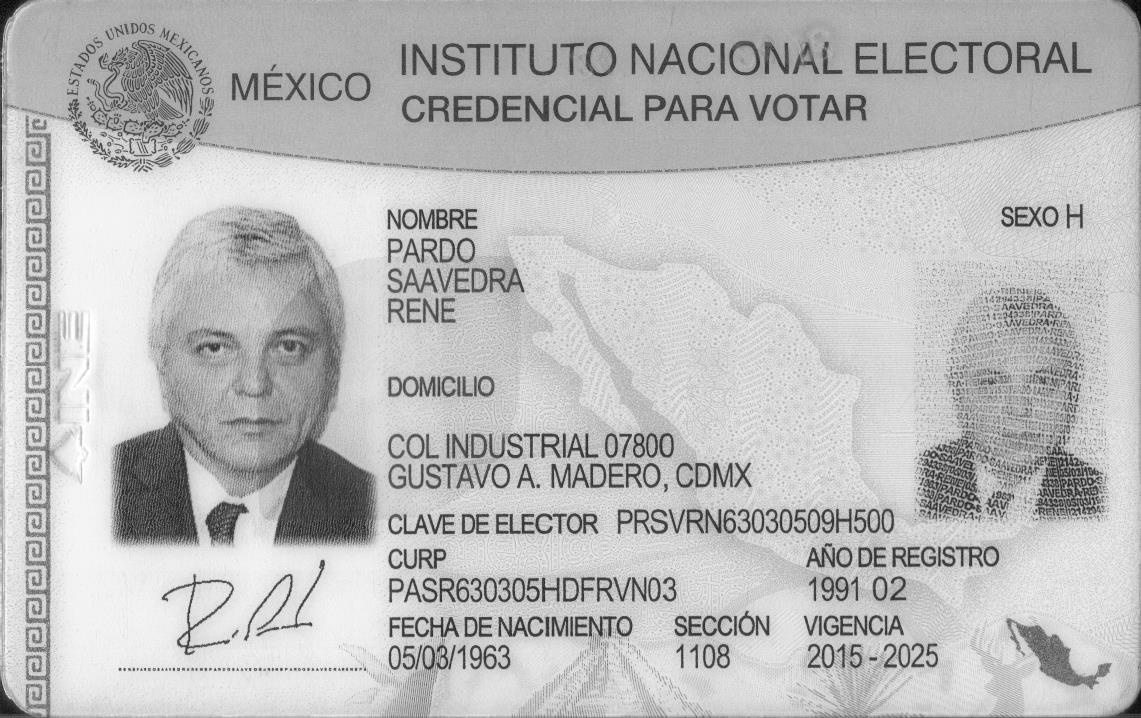 ESTADOS UNIDOS MEXICANOS
MÉXICO
INSTITUTO NACIONAL ELECTORAL
CREDENCIAL PARA VOTAR
NOMBRE
PARDO
SAAVEDRA
RENE
SEXO H
DOMICILIO
COL INDUSTRIAL 07800
GUSTAVO A. MADERO, CDMX
CLAVE DE ELECTOR PRSVRN63030509H500
CURP
PASR630305HDFRVN03
AÑO DE REGISTRO
1991 02
FECHA DE NACIMIENTO
05/03/1963
SECCIÓN
1108
VIGENCIA
2015 - 2025
INE